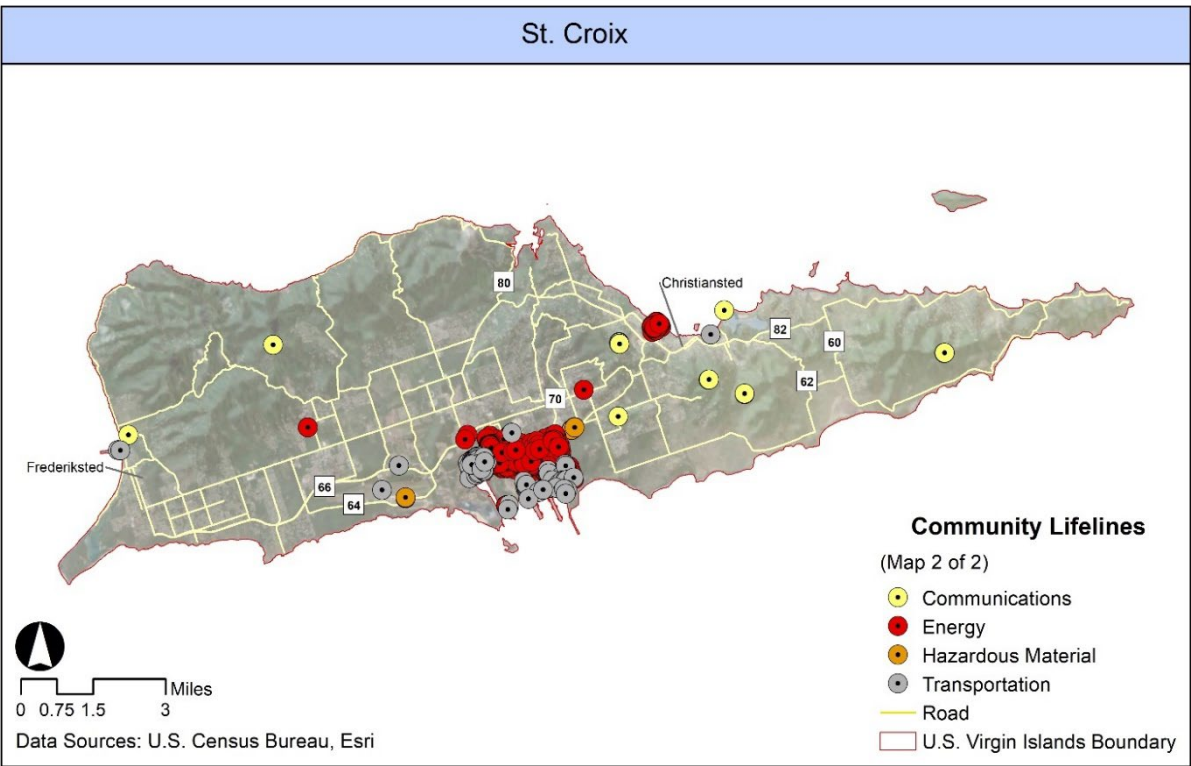 St. Croix
Christiansted
80
82
60
62
70
Frederiksted
66
64
Community Lifelines
(Map 2 of 2)
Communications
Energy
Hazardous Material
Transportation
Road
U.S. Virgin Islands Boundary
Miles
0 0.75 1.5 3
Data Sources: U.S. Census Bureau, Esri